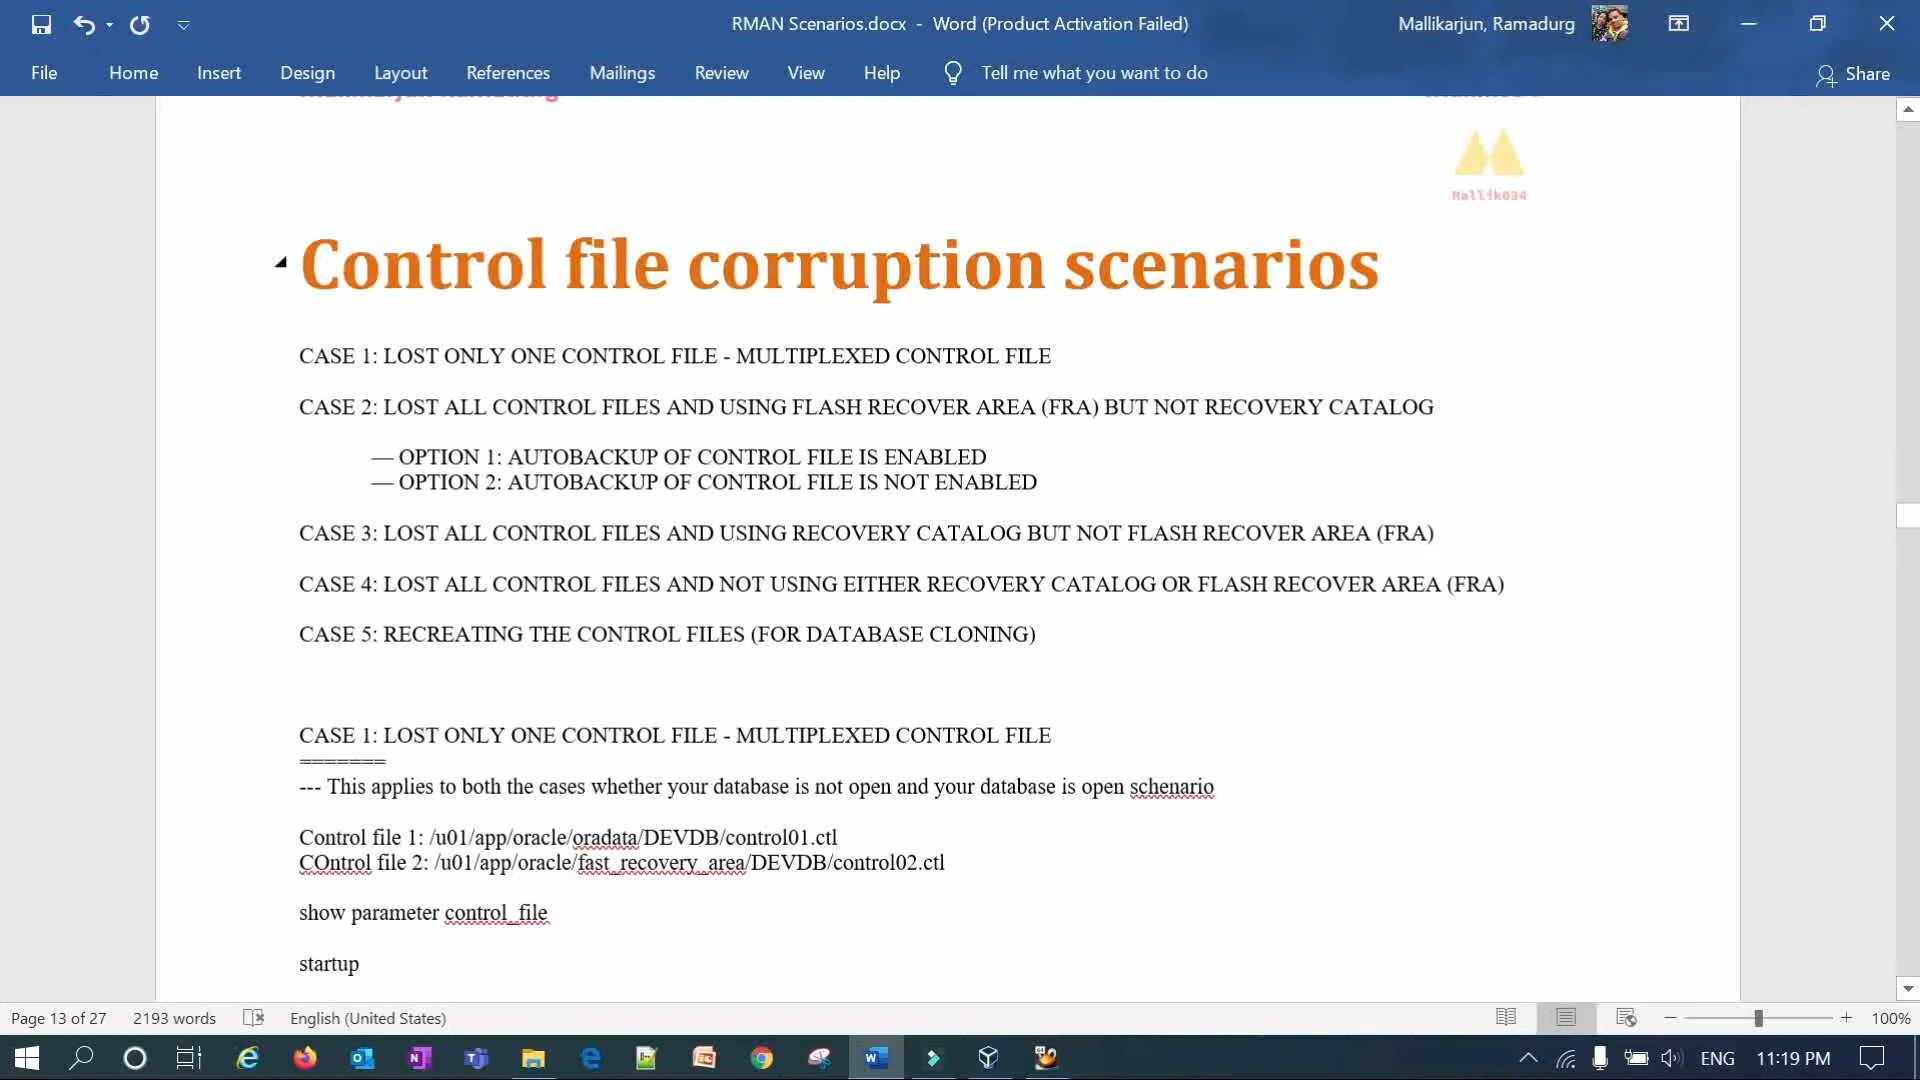 RMAN Scenarios.docx - Word (Product Activation Failed)
Mallikarjun, Ramadurg
File Home Insert Design Layout References Mailings Review View Help Tell me what you want to do Share
Mallik034
Control file corruption scenarios
CASE 1: LOST ONLY ONE CONTROL FILE - MULTIPLEXED CONTROL FILE
CASE 2: LOST ALL CONTROL FILES AND USING FLASH RECOVER AREA (FRA) BUT NOT RECOVERY CATALOG
— OPTION 1: AUTOBACKUP OF CONTROL FILE IS ENABLED
— OPTION 2: AUTOBACKUP OF CONTROL FILE IS NOT ENABLED
CASE 3: LOST ALL CONTROL FILES AND USING RECOVERY CATALOG BUT NOT FLASH RECOVER AREA (FRA)
CASE 4: LOST ALL CONTROL FILES AND NOT USING EITHER RECOVERY CATALOG OR FLASH RECOVER AREA (FRA)
CASE 5: RECREATING THE CONTROL FILES (FOR DATABASE CLONING)
CASE 1: LOST ONLY ONE CONTROL FILE - MULTIPLEXED CONTROL FILE
=======
--- This applies to both the cases whether your database is not open and your database is open schenario
Control file 1: /u01/app/oracle/oradata/DEVDB/control01.ctl
COntrol file 2: /u01/app/oracle/fast_recovery_area/DEVDB/control02.ctl
show parameter control_file
startup
Page 13 of 27 2193 words English (United States) 100%
ENG 11:19 PM